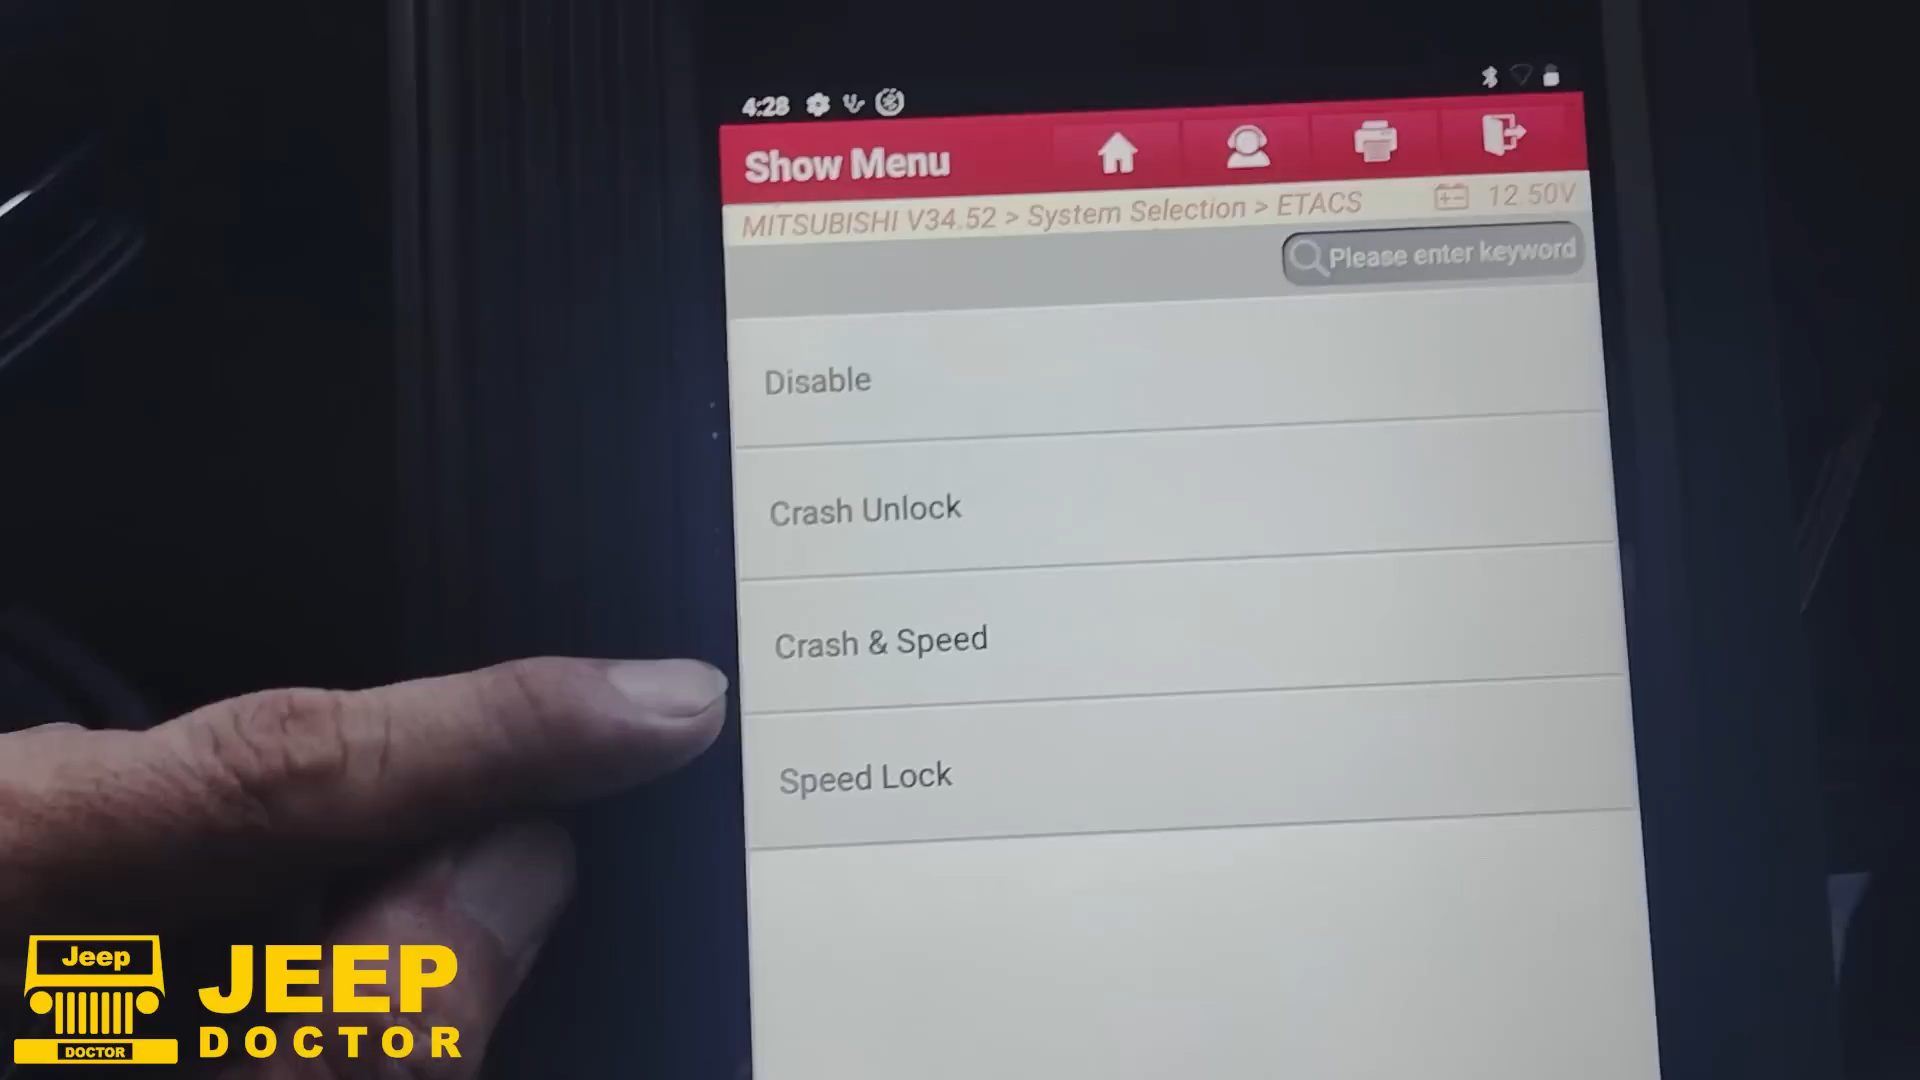 4:28
Show Menu
MITSUBISHI V34.52 > System Selection > ETACS 12.50V
Please enter keyword
Disable
Crash Unlock
Crash & Speed
Speed Lock
Jeep
DOCTOR
JEEP
DOCTOR